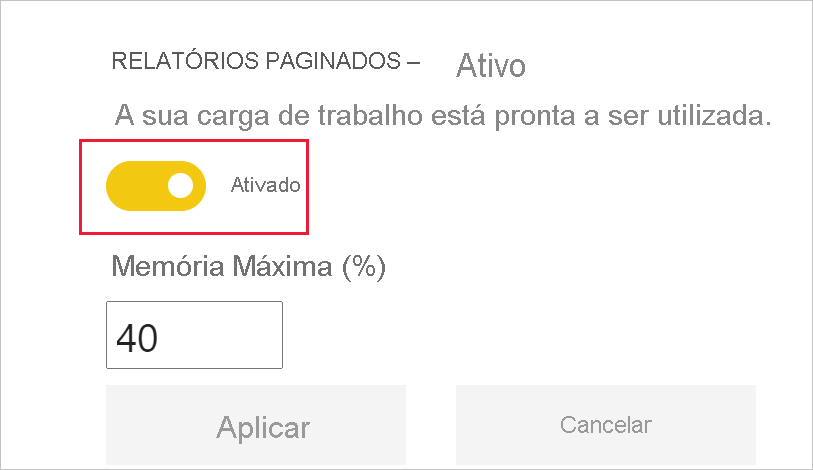 RELATÓRIOS PAGINADOS – Ativo
A sua carga de trabalho está pronta a ser utilizada.
Ativado
Memória Máxima (%)
40
Aplicar Cancelar